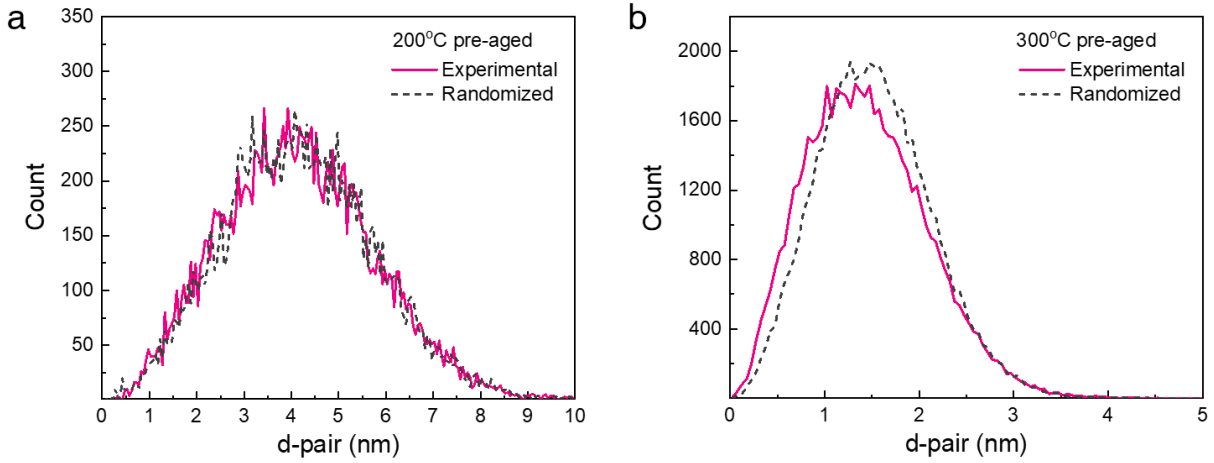 a
350
300
250
200
150
100
50
Count
200°C pre-aged
Experimental
Randomized
0 1 2 3 4 5 6 7 8 9 10
d-pair (nm)
b
2000
1600
1200
800
400
0
Count
300°C pre-aged
Experimental
Randomized
0 1 2 3 4 5
d-pair (nm)